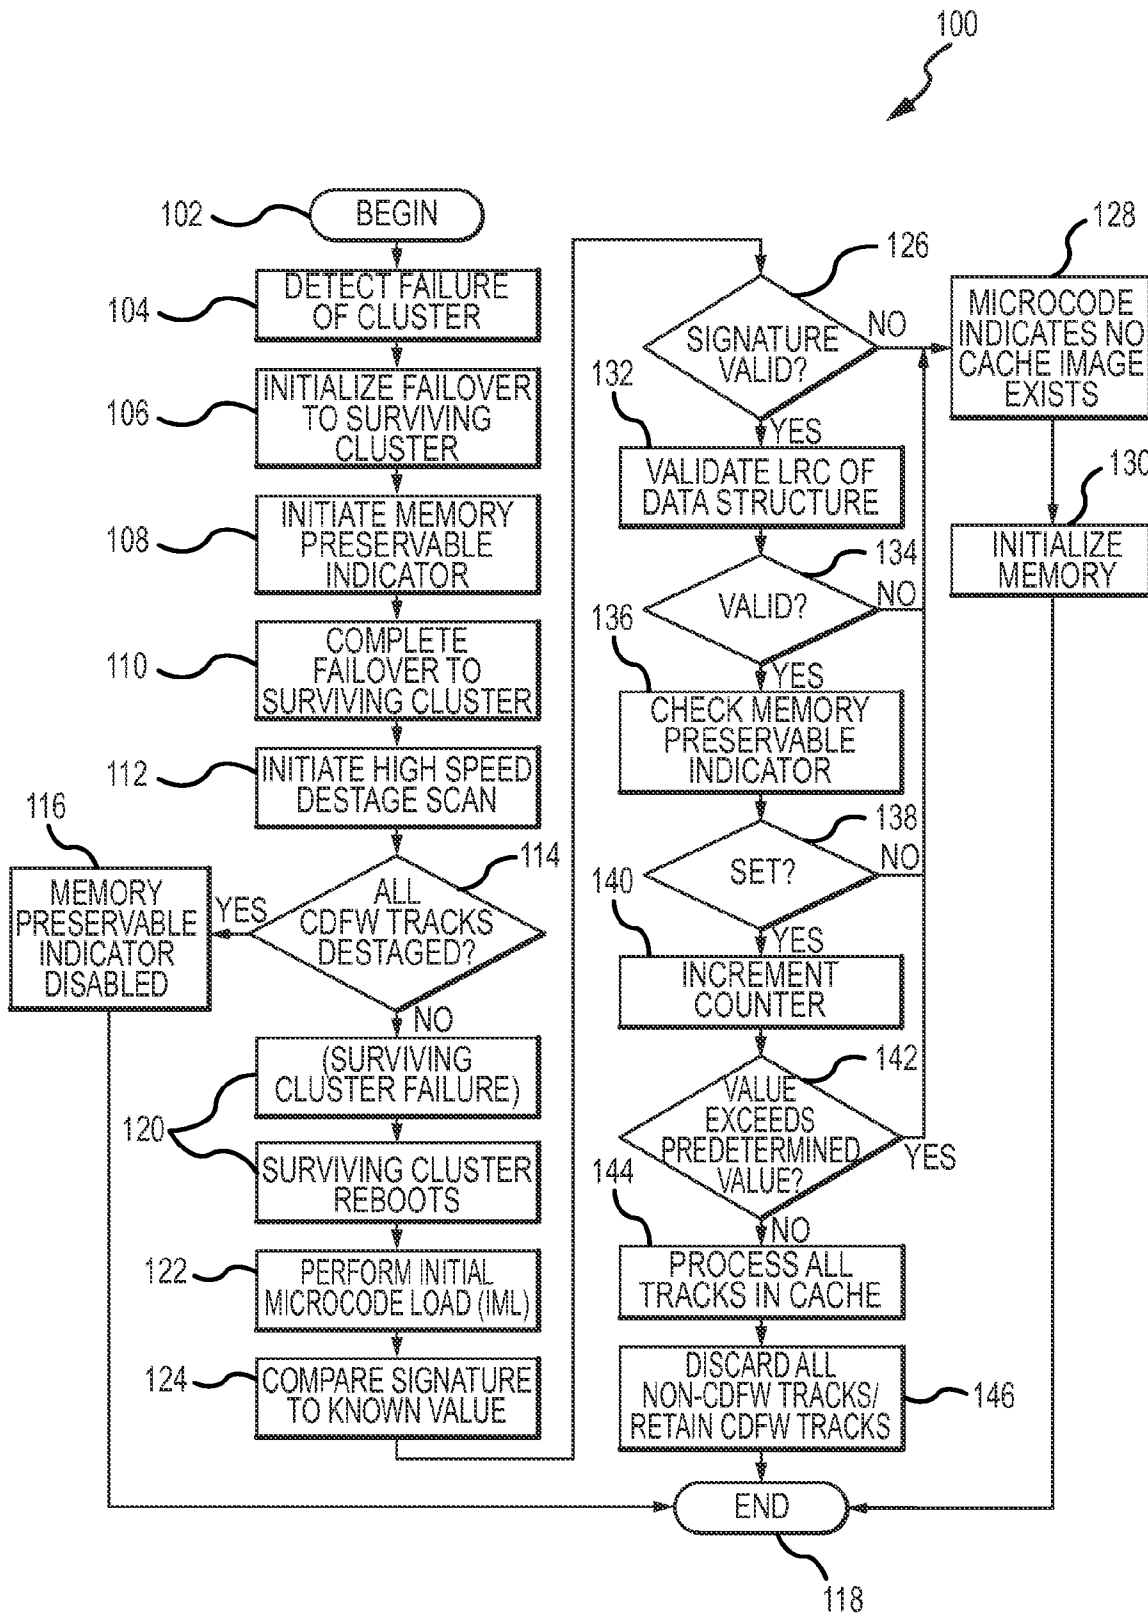 100
102
BEGIN
104
DETECT FAILURE
OF CLUSTER
106
INITIALIZE FAILOVER
TO SURVIVING
CLUSTER
108
INITIATE MEMORY
PRESERVABLE
INDICATOR
110
COMPLETE
FAILOVER TO
SURVIVING CLUSTER
112
INITIATE HIGH SPEED
DESTAGE SCAN
114
ALL
CDFW TRACKS
DESTAGED?
YES
116
MEMORY
PRESERVABLE
INDICATOR
DISABLED
NO
120
(SURVIVING
CLUSTER FAILURE)
SURVIVING CLUSTER
REBOOTS
122
PERFORM INITIAL
MICROCODE LOAD (IML)
124
COMPARE SIGNATURE
TO KNOWN VALUE
126
SIGNATURE
VALID?
NO
YES
128
MICROCODE
INDICATES NO
CACHE IMAGE
EXISTS
130
INITIALIZE
MEMORY
132
VALIDATE LRC OF
DATA STRUCTURE
134
VALID?
NO
YES
136
CHECK MEMORY
PRESERVABLE
INDICATOR
138
SET?
NO
YES
140
INCREMENT
COUNTER
142
VALUE
EXCEEDS
PREDETERMINED
VALUE?
YES
NO
144
PROCESS ALL
TRACKS IN CACHE
146
DISCARD ALL
NON-CDFW TRACKS/
RETAIN CDFW TRACKS
END
118